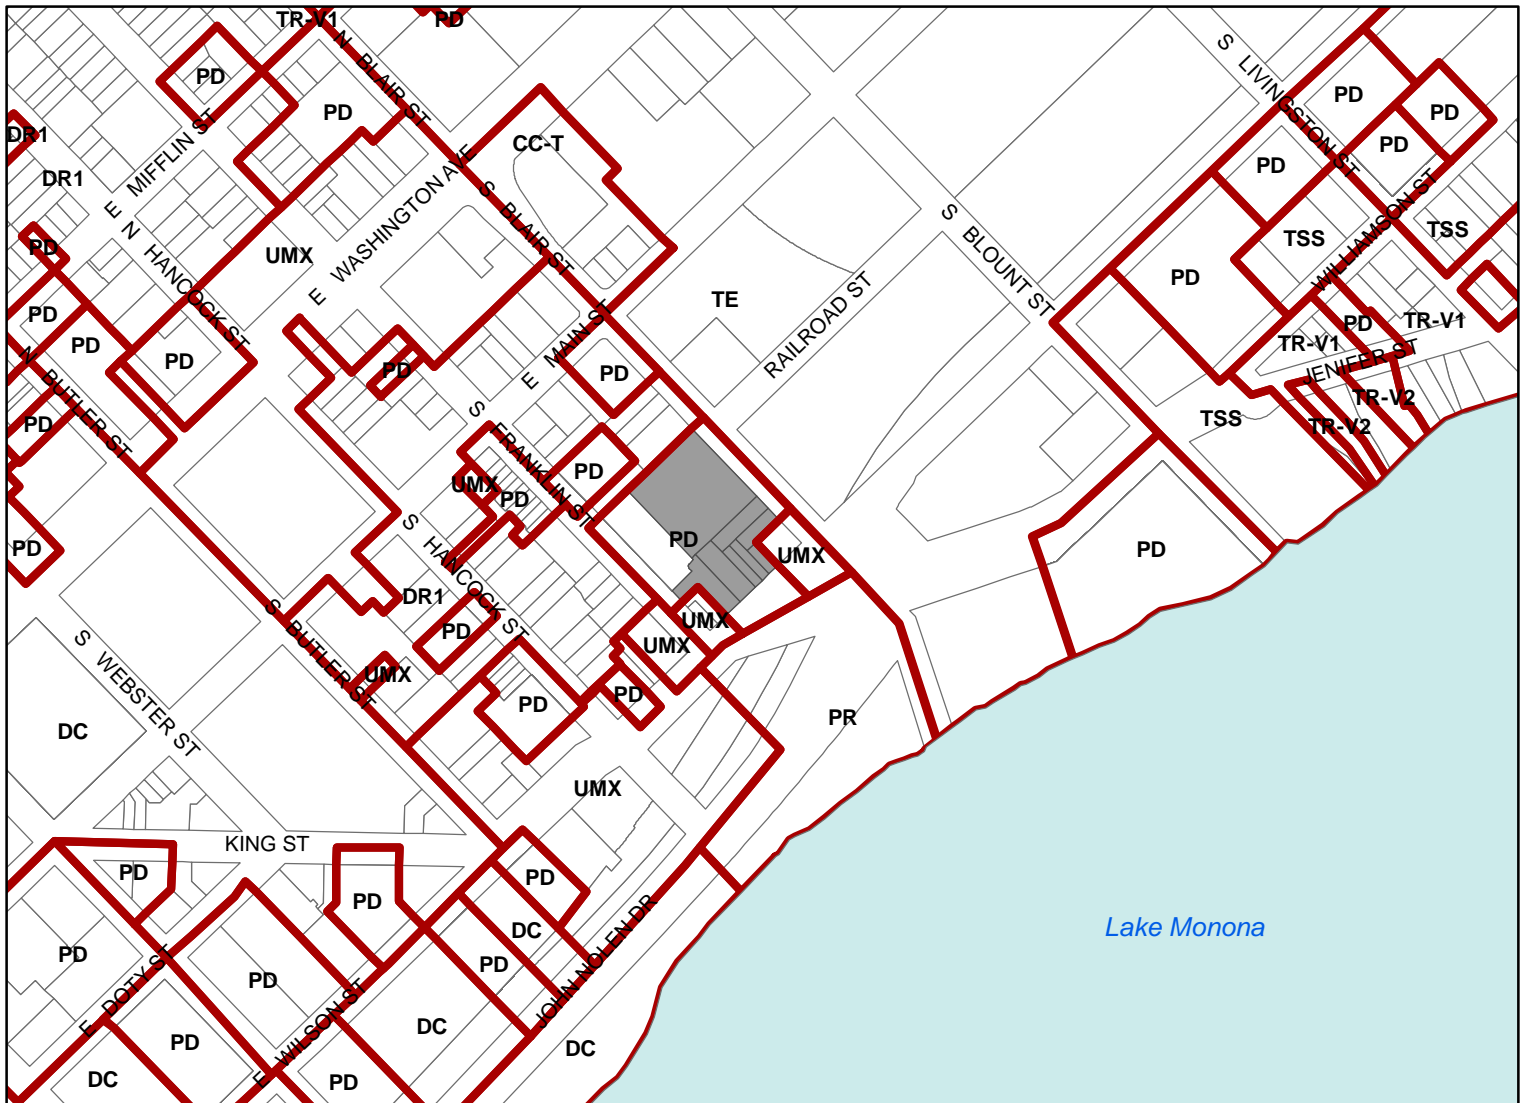 TR-V1
PD
N BLAIR ST
S LIVINGSTON ST
PD
PD
PD
PD
DR1
E MIFFLIN ST
CC-T
PD
PD
DR1
E WASHINGTON AVE
S BLAIR ST
N HANCOCK ST
S BLOUNT ST
WILLIAMSON ST
TSS
TSS
PD
UMX
PD
TE
RAILROAD ST
PD
PD
PD
PD
E MAIN ST
PD
TR-V1
TR-V1
JENIFER ST
N BUTLER ST
PD
PD
TR-V2
TSS
TR-V2
PD
S FRANKLIN ST
PD
UMX
PD
PD
UMX
PD
PD
S HANCOCK ST
DR1
UMX
PD
UMX
S BUTLER ST
UMX
PD
PD
S WEBSTER ST
DC
PR
UMX
KING ST
PD
PD
PD
DC
Lake Monona
PD
PD
PD
JOHN NOLEN DR
E DOTY ST
E WILSON ST
DC
PD
DC
DC
PD